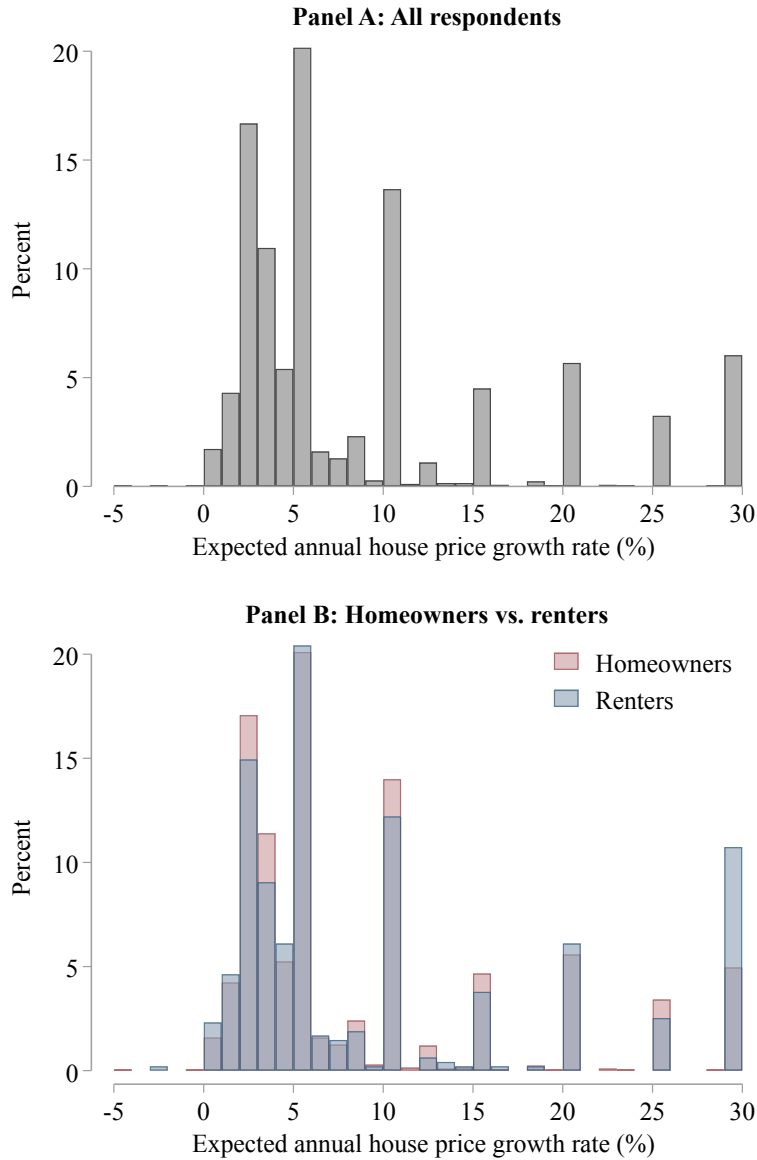 Panel A: All respondents
20
15
10
5
0
Percent
-5 0 5 10 15 20 25 30
Expected annual house price growth rate (%)
Panel B: Homeowners vs. renters
Homeowners
Renters
20
15
10
5
0
Percent
-5 0 5 10 15 20 25 30
Expected annual house price growth rate (%)